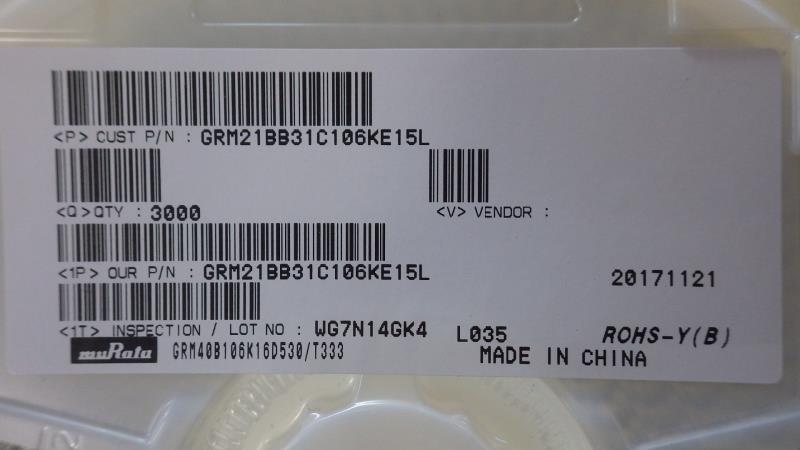 <P> CUST P/N : GRM21BB31C106KE15L
<Q>QTY : 3000
<V> VENDOR :
<1P> OUR P/N : GRM21BB31C106KE15L
20171121
<1T> INSPECTION / LOT NO : WG7N14GK4 L035 ROHS-Y(B)
muRata GRM40B106K16D530/T333 MADE IN CHINA